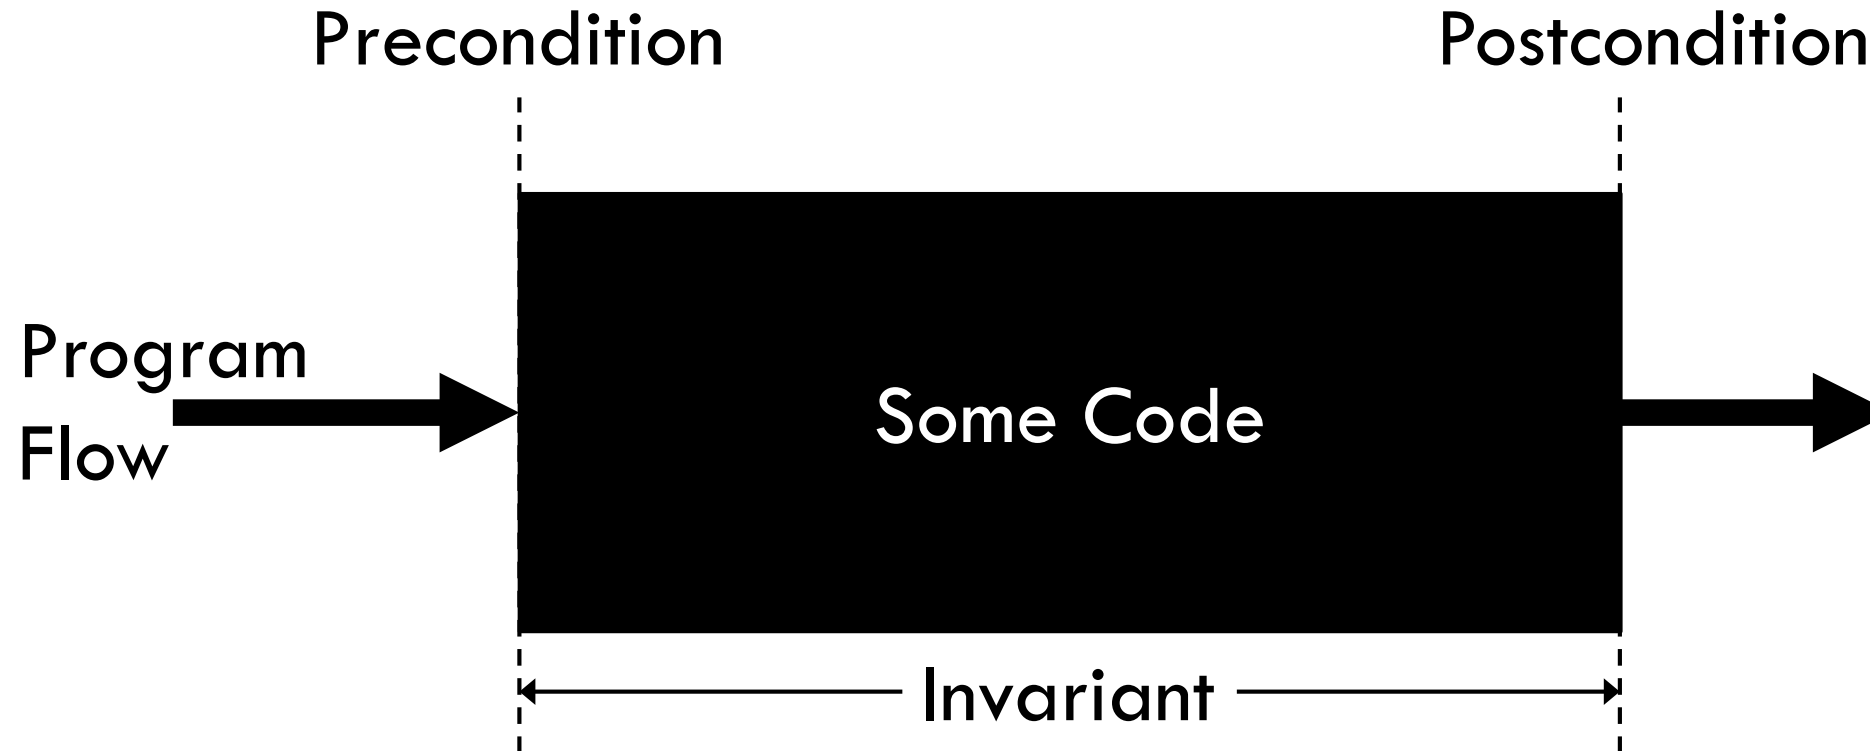 Precondition
Postcondition
Program
Flow
Some Code
Invariant